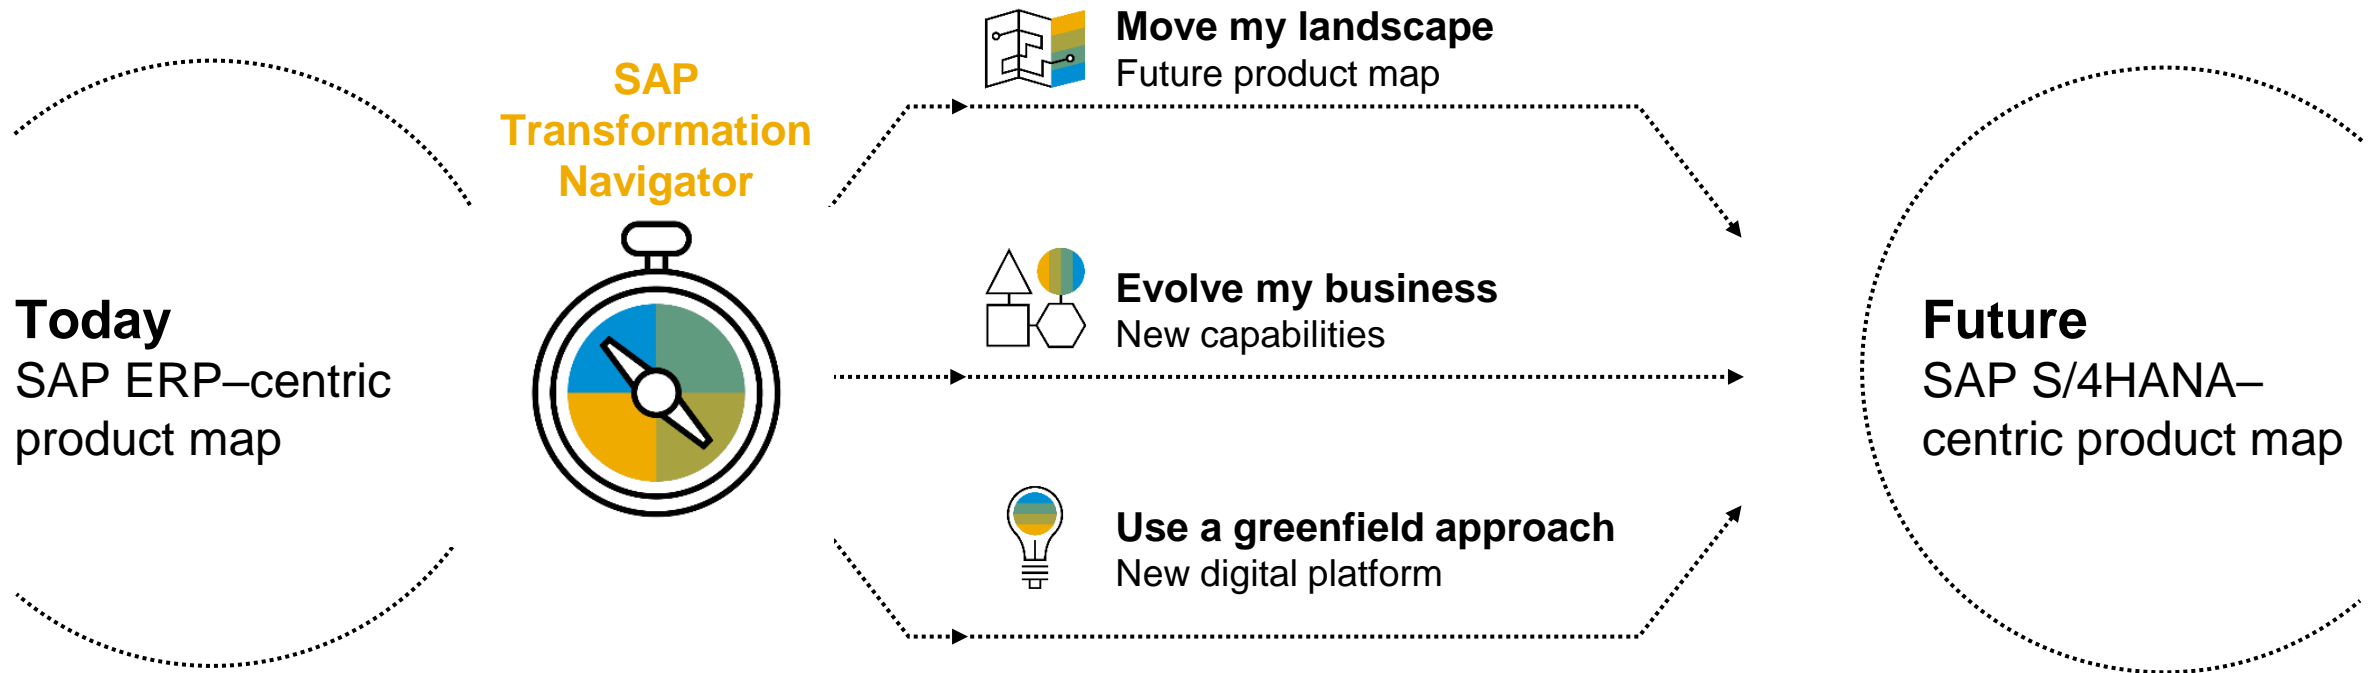 Today
SAP ERP–centric
product map
SAP
Transformation
Navigator
Move my landscape
Future product map
Evolve my business
New capabilities
Use a greenfield approach
New digital platform
Future
SAP S/4HANA–
centric product map